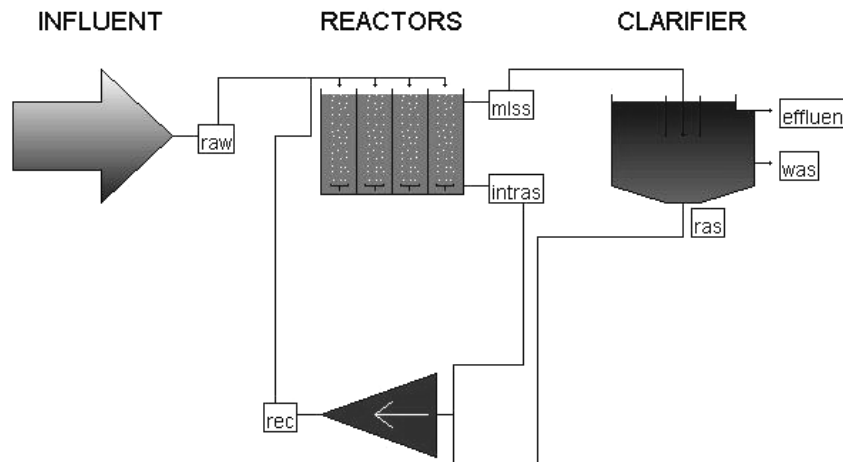 INFLUENT REACTORS CLARIFIER
raw
mlss
effluen
was
intras
ras
rec